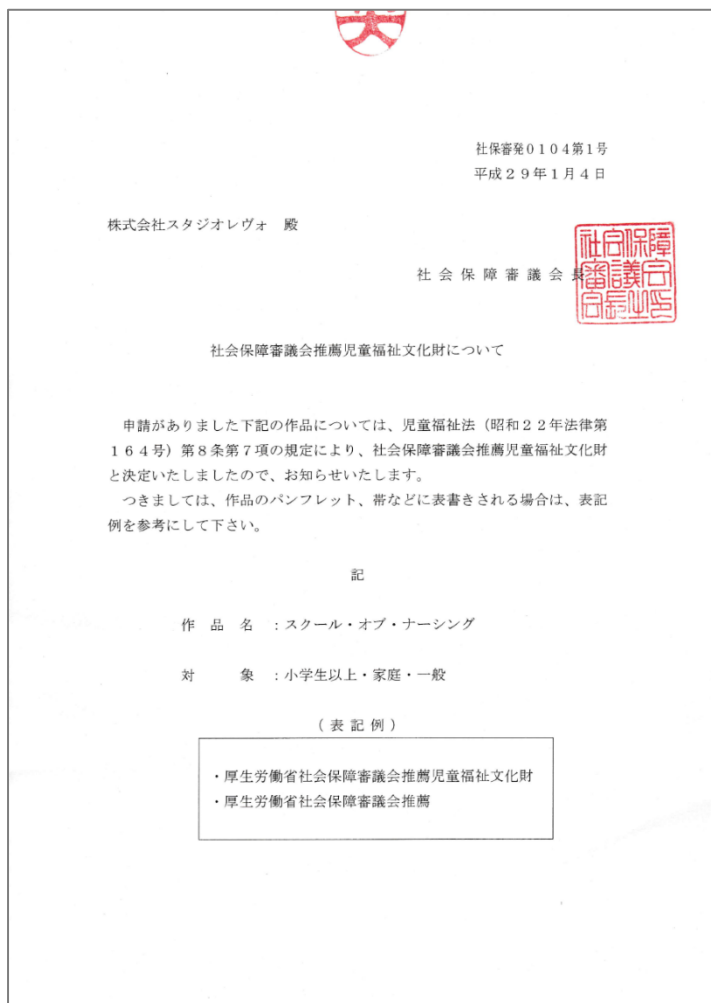 社保審発0104第1号
平成29年1月4日
株式会社スタジオレヴォ 殿
社会保障審議会長
社会保障審議会長之印
社会保障審議会推薦児童福祉文化財について
申請がありました下記の作品については、児童福祉法（昭和22年法律第
164号）第8条第7項の規定により、社会保障審議会推薦児童福祉文化財
と決定いたしましたので、お知らせいたします。
つきましては、作品のパンフレット、帯などに表書きされる場合は、表記
例を参考にして下さい。
記
作 品 名 ：スクール・オブ・ナーシング
対 象 ：小学生以上・家庭・一般
（表記例）
・厚生労働省社会保障審議会推薦児童福祉文化財
・厚生労働省社会保障審議会推薦